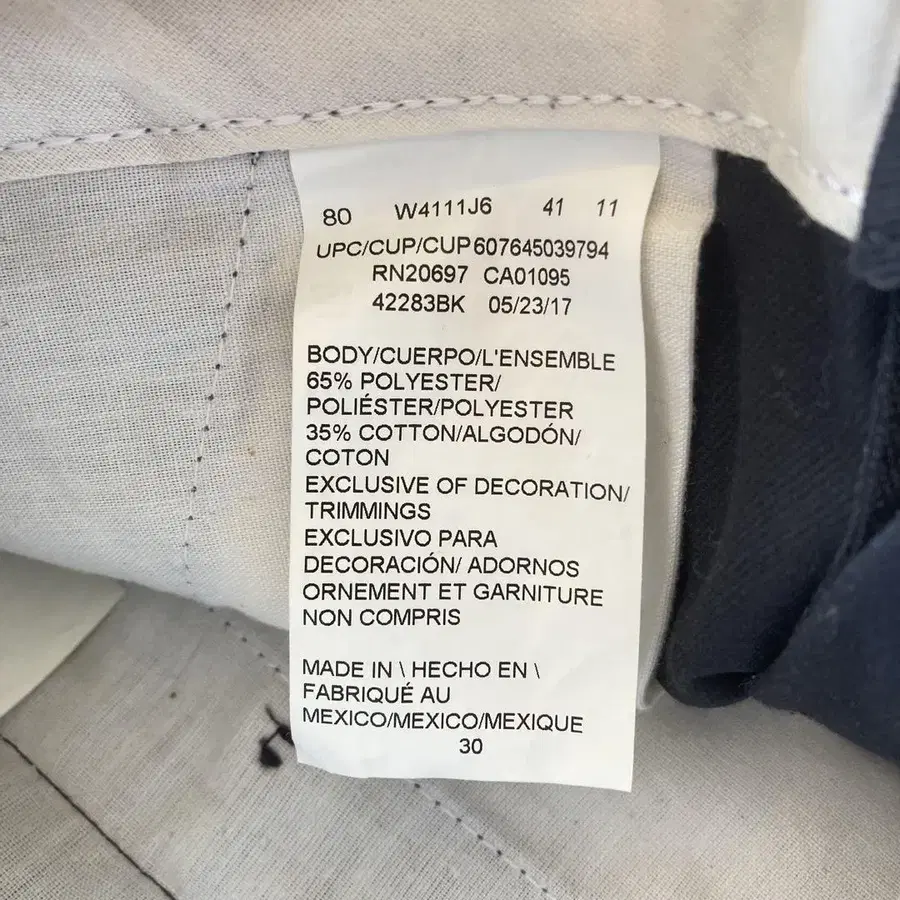 80 W4111J6 41 11
UPC/CUP/CUP607645039794
RN20697 CA01095
42283BK 05/23/17
BODY/CUERPO/L'ENSEMBLE
65% POLYESTER/
POLIÉSTER/POLYESTER
35% COTTON/ALGODÓN/
COTON
EXCLUSIVE OF DECORATION/
TRIMMINGS
EXCLUSIVO PARA
DECORACIÓN/ ADORNOS
ORNEMENT ET GARNITURE
NON COMPRIS
MADE IN \ HECHO EN \
FABRIQUÉ AU
MEXICO/MEXICO/MEXIQUE
30